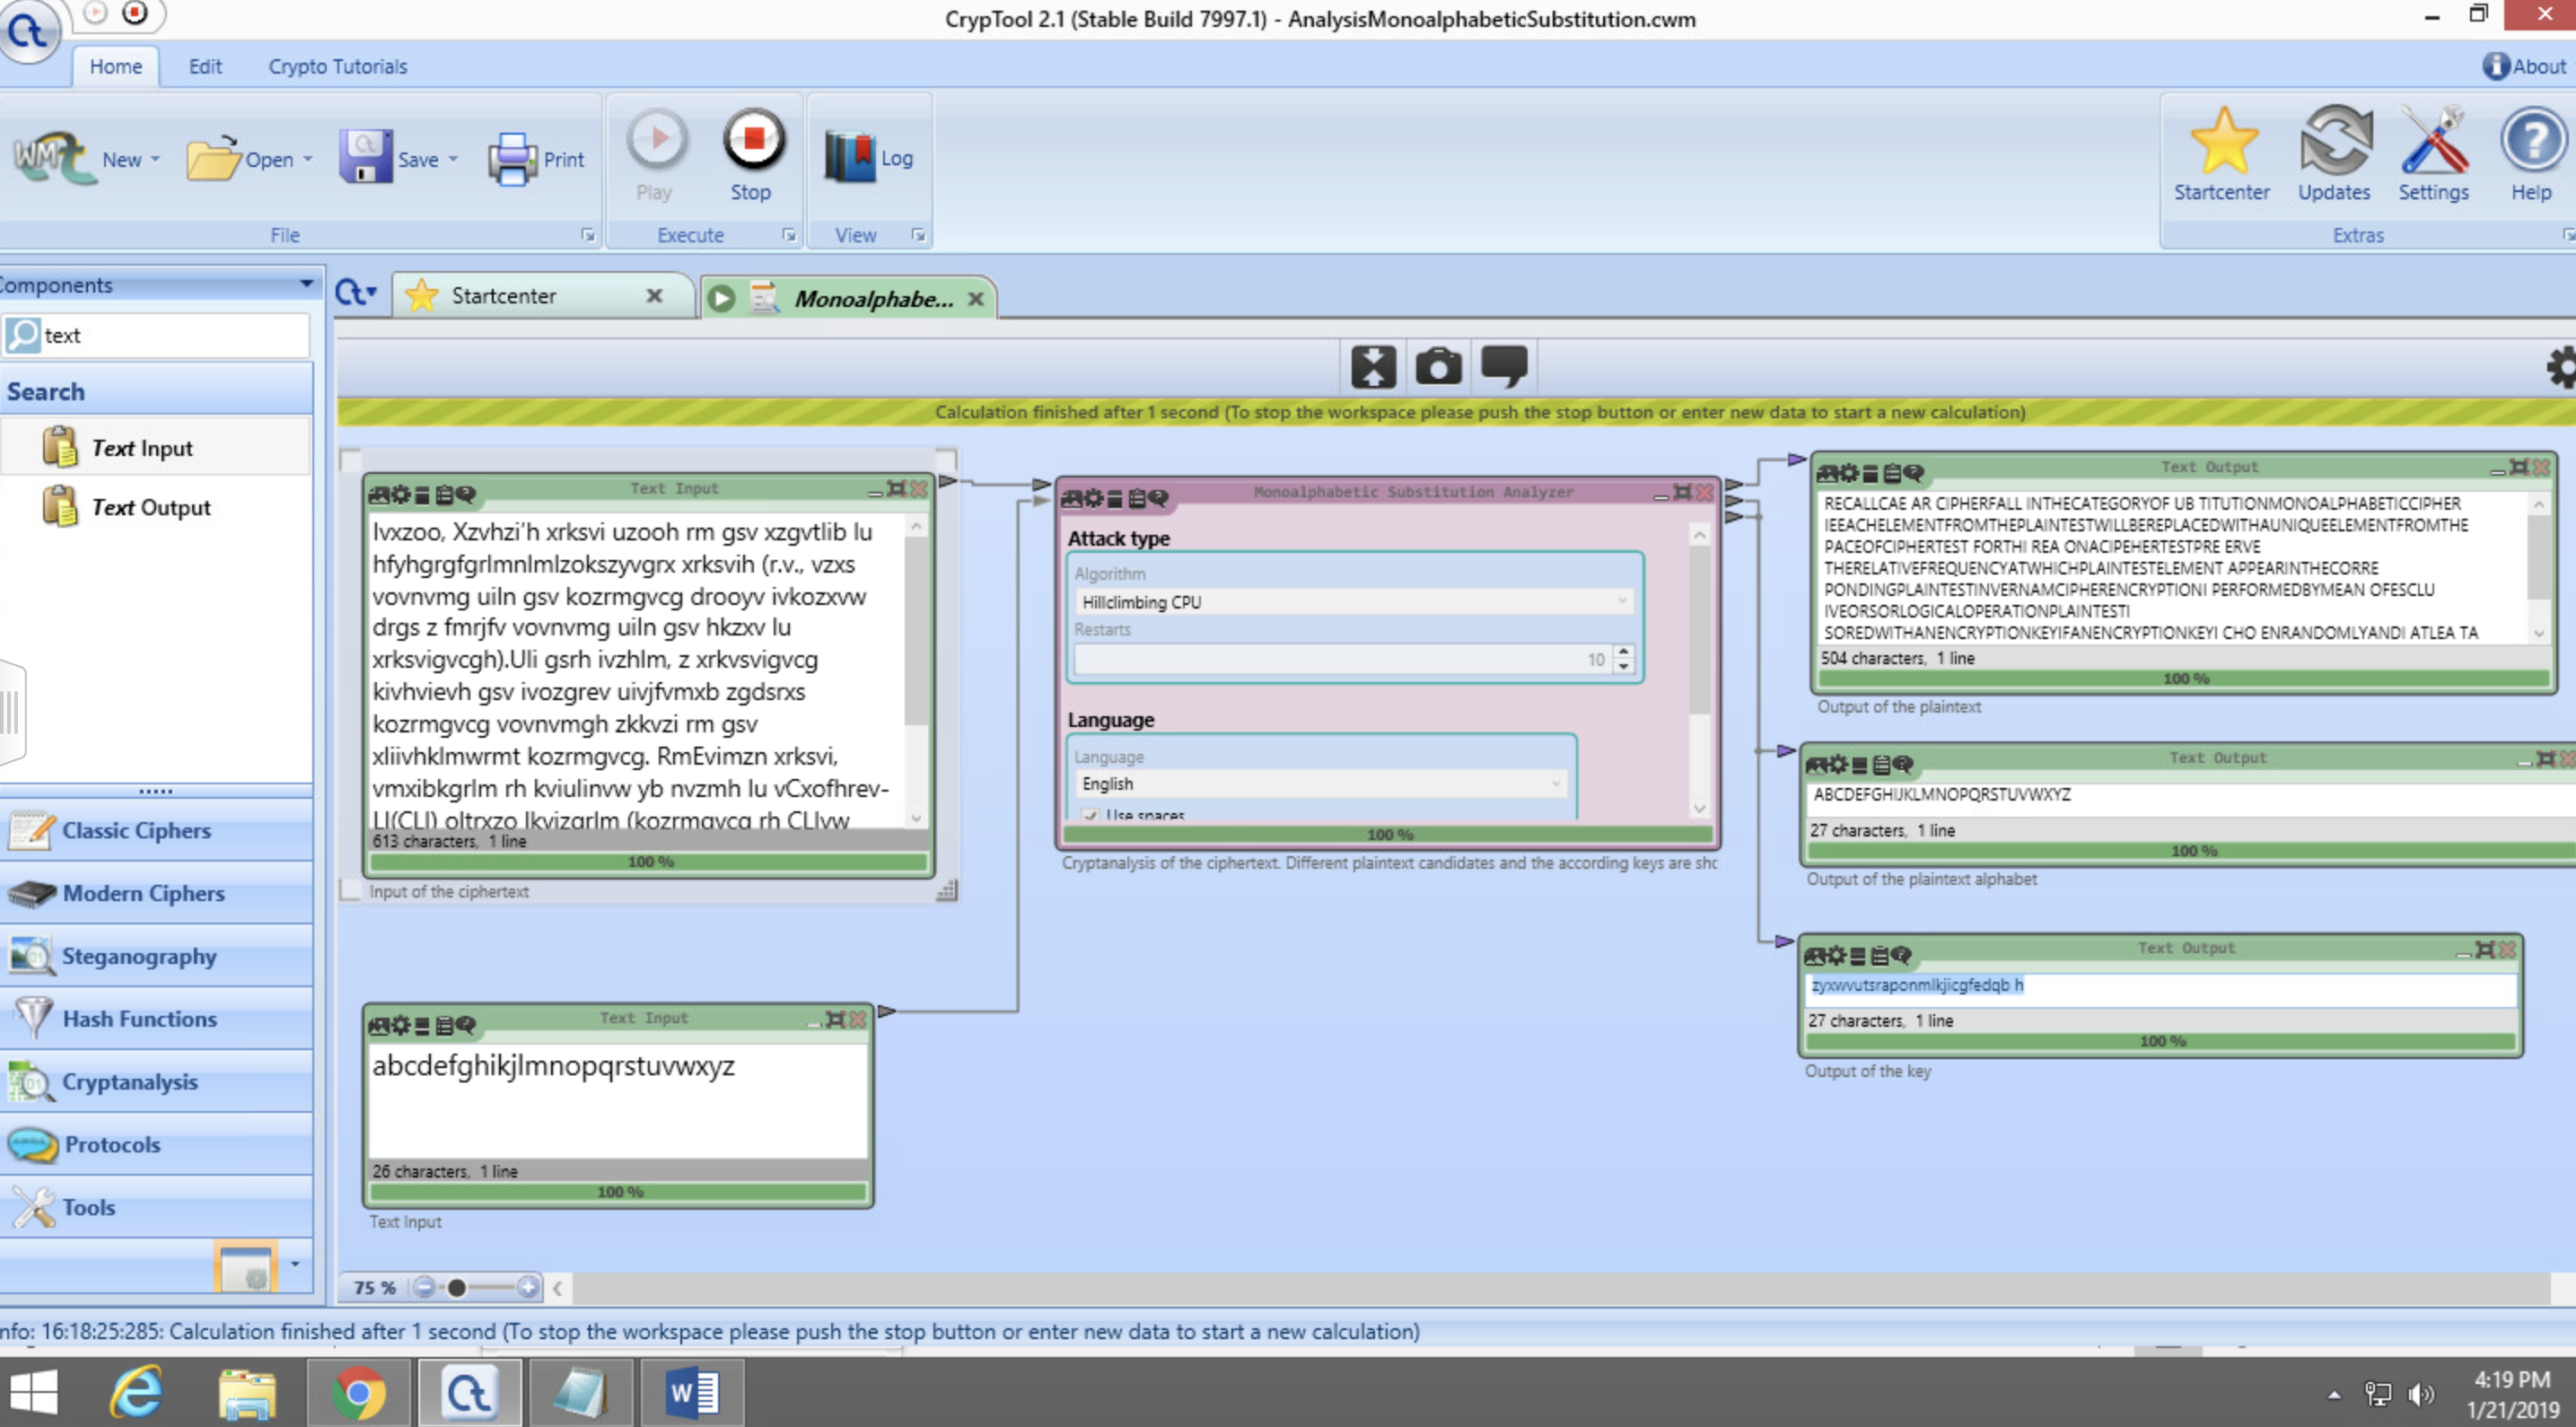 CrypTool 2.1 (Stable Build 7997.1) - AnalysisMonoalphabeticSubstitution.cwm
Home Edit Crypto Tutorials About
New Open Save Print Play Stop Log Startcenter Updates Settings Help
File Execute View Extras
Components
Startcenter Monoalphabe...
text
Search
Text Input
Text Output
Classic Ciphers
Modern Ciphers
Steganography
Hash Functions
Cryptanalysis
Protocols
Tools
Calculation finished after 1 second (To stop the workspace please push the stop button or enter new data to start a new calculation)
Text Input
Ivxzoo, Xzvhzi'h xrksvi uzooh rm gsv xzgvtlib lu
hfyhgrgfgrlmnlmlzokszyvgrx xrksvih (r.v., vzxs
vovnvmg uiln gsv kozrmgvcg drooyv ivkozxvw
drgs z fmrjfv vovnvmg uiln gsv hkzxv lu
xrksvigvcgh).Uli gsrh ivzhlm, z xrkvsvigvcg
kivhvievh gsv ivozgrev uivjfvmxb zgdsrxs
kozrmgvcg vovnvmgh zkkvzi rm gsv
xliivhklmwrmt kozrmgvcg. RmEvimzn xrksvi,
vmxibkgrlm rh kviulinvw yb nvzmh lu vCxofhrev-
LI(CLI) oltrxzo lkvizgrlm (kozrmgvcg rh CLIvw
613 characters, 1 line
100 %
Input of the ciphertext
Text Input
abcdefghikjlmnopqrstuvwxyz
26 characters, 1 line
100 %
Text Input
Monoalphabetic Substitution Analyzer
Attack type
Algorithm
Hillclimbing CPU
Restarts
10
Language
Language
English
Use spaces
100 %
Cryptanalysis of the ciphertext. Different plaintext candidates and the according keys are shc
Text Output
RECALLCAE AR CIPHERFALL INTHECATEGORYOF UB TITUTIONMONOALPHABETICCIPHER
IEEACHELEMENTFROMTHEPLAINTESTWILLBEREPLACEDWITHAUNIQUEELEMENTFROMTHE
PACEOFCIPHERTEST FORTHI REA ONACIPEHERTESTPRE ERVE
THERELATIVEFREQUENCYATWHICHPLAINTESTELEMENT APPEARINTHECORRE
PONDINGPLAINTESTINVERNAMCIPHERENCRYPTIONI PERFORMEDBYMEAN OFESCLU
IVEORSORLOGICALOPERATIONPLAINTESTI
SOREDWITHANENCRYPTIONKEYIFANENCRYPTIONKEYI CHO ENRANDOMLYANDI ATLEA TA
504 characters, 1 line
100 %
Output of the plaintext
Text Output
ABCDEFGHIJKLMNOPQRSTUVWXYZ
27 characters, 1 line
100 %
Output of the plaintext alphabet
Text Output
zyxwvutsraponmlkjicgfedqb h
27 characters, 1 line
100 %
Output of the key
75 %
nfo: 16:18:25:285: Calculation finished after 1 second (To stop the workspace please push the stop button or enter new data to start a new calculation)
4:19 PM
1/21/2019